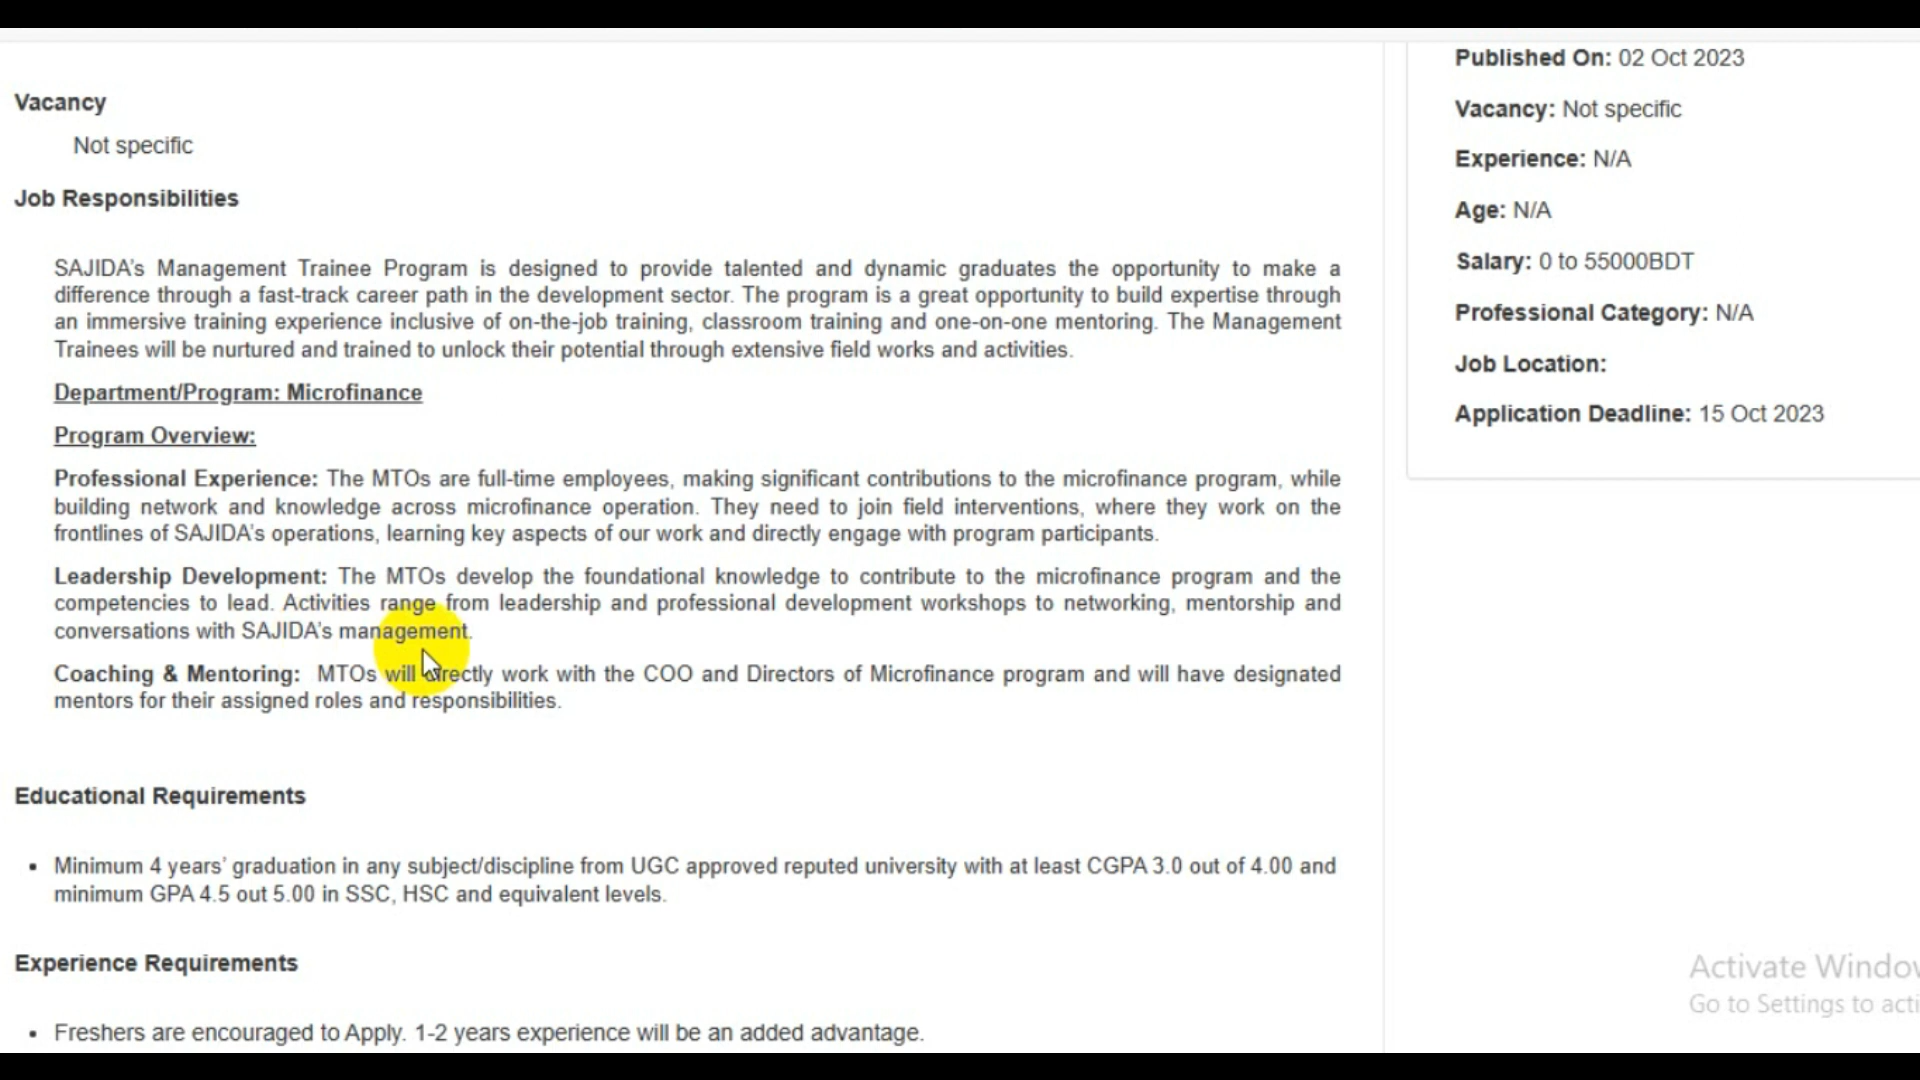 Vacancy
Not specific
Job Responsibilities
SAJIDA's Management Trainee Program is designed to provide talented and dynamic graduates the opportunity to make a
difference through a fast-track career path in the development sector. The program is a great opportunity to build expertise through
an immersive training experience inclusive of on-the-job training, classroom training and one-on-one mentoring. The Management
Trainees will be nurtured and trained to unlock their potential through extensive field works and activities.
Department/Program: Microfinance
Program Overview:
Professional Experience: The MTOs are full-time employees, making significant contributions to the microfinance program, while
building network and knowledge across microfinance operation. They need to join field interventions, where they work on the
frontlines of SAJIDA's operations, learning key aspects of our work and directly engage with program participants.
Leadership Development: The MTOs develop the foundational knowledge to contribute to the microfinance program and the
competencies to lead. Activities range from leadership and professional development workshops to networking, mentorship and
conversations with SAJIDA's management.
Coaching & Mentoring: MTOs will directly work with the COO and Directors of Microfinance program and will have designated
mentors for their assigned roles and responsibilities.
Educational Requirements
• Minimum 4 years' graduation in any subject/discipline from UGC approved reputed university with at least CGPA 3.0 out of 4.00 and
minimum GPA 4.5 out 5.00 in SSC, HSC and equivalent levels.
Experience Requirements
• Freshers are encouraged to Apply. 1-2 years experience will be an added advantage.
Published On: 02 Oct 2023
Vacancy: Not specific
Experience: N/A
Age: N/A
Salary: 0 to 55000BDT
Professional Category: N/A
Job Location:
Application Deadline: 15 Oct 2023
Activate Window
Go to Settings to acti